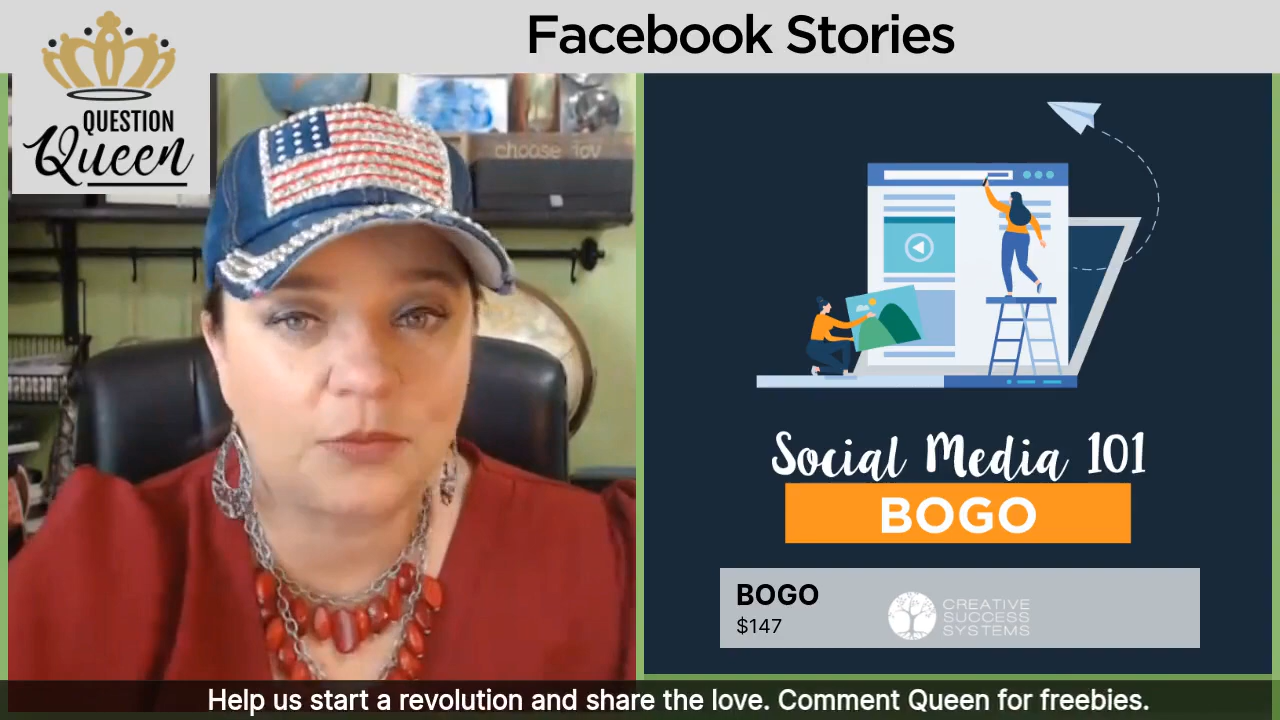 Facebook Stories
QUESTION
Queen
choose joy
Social Media 101
BOGO
BOGO
$147
CREATIVE
SUCCESS
SYSTEMS
Help us start a revolution and share the love. Comment Queen for freebies.